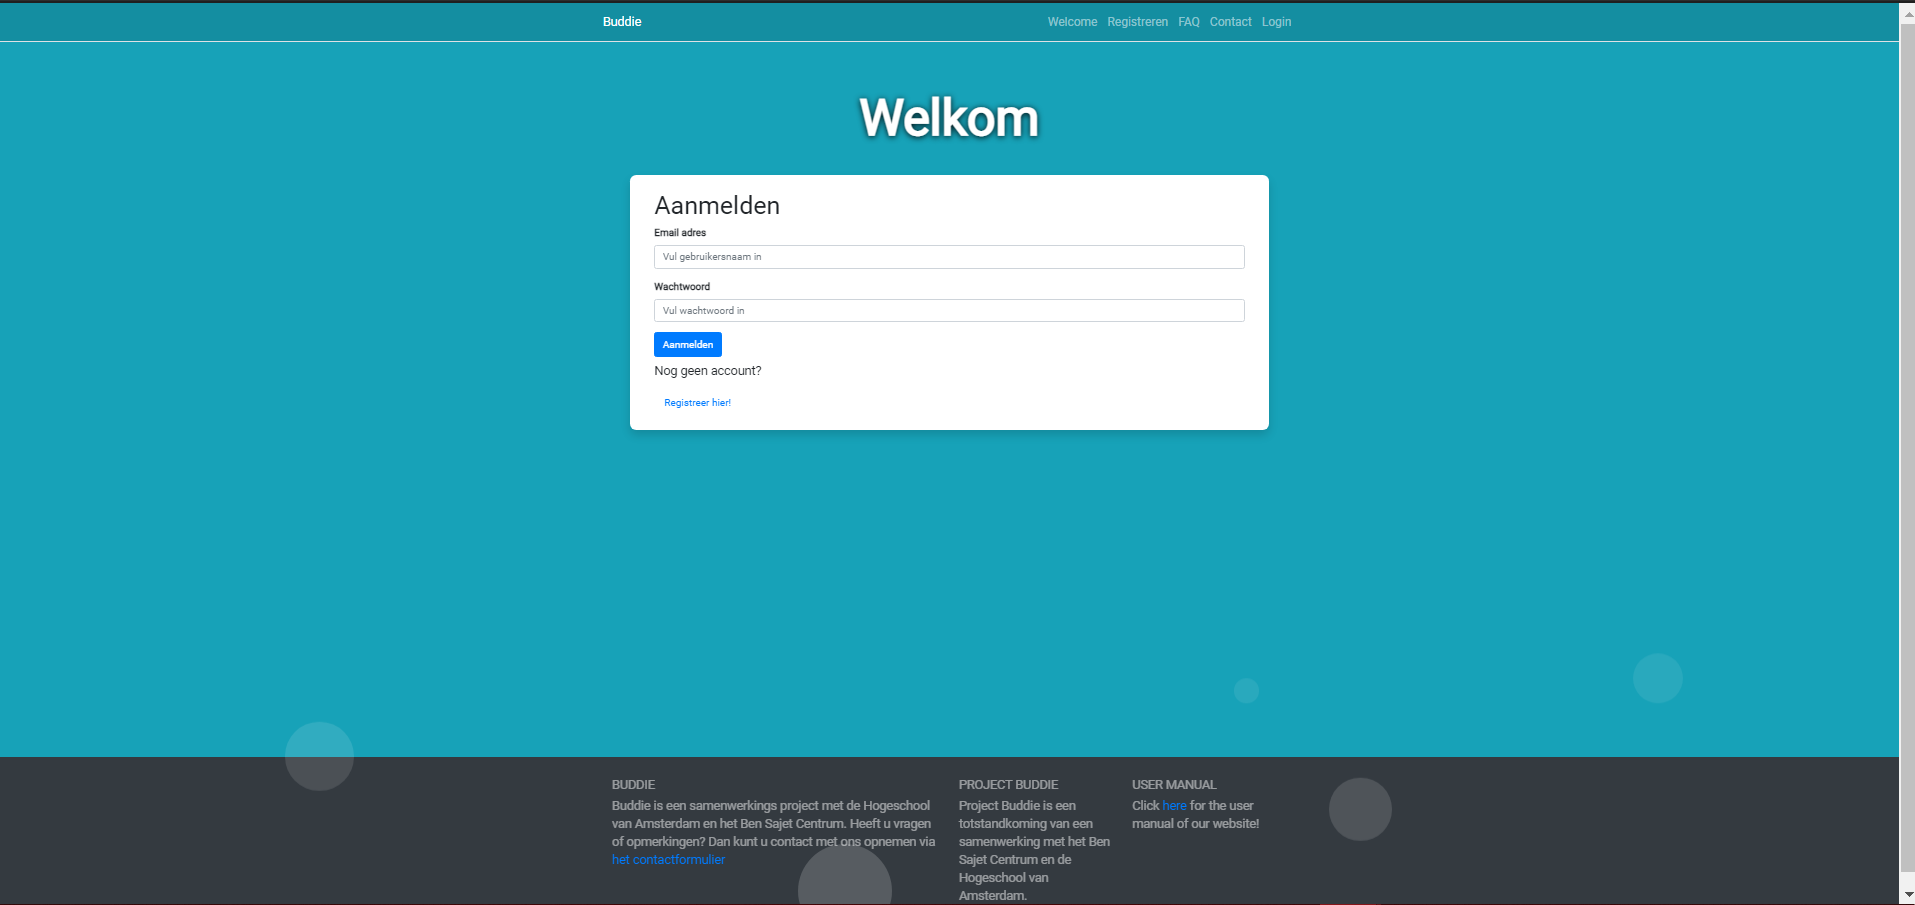 Buddie
Welcome Registreren FAQ Contact Login
Welkom
Aanmelden
Email adres
Vul gebruikersnaam in
Wachtwoord
Vul wachtwoord in
Aanmelden
Nog geen account?
Registreer hier!
BUDDIE
Buddie is een samenwerkings project met de Hogeschool
van Amsterdam en het Ben Sajet Centrum. Heeft u vragen
of opmerkingen? Dan kunt u contact met ons opnemen via
het contactformulier
PROJECT BUDDIE
Project Buddie is een
totstandkoming van een
samenwerking met het Ben
Sajet Centrum en de
Hogeschool van
Amsterdam.
USER MANUAL
Click here for the user
manual of our website!